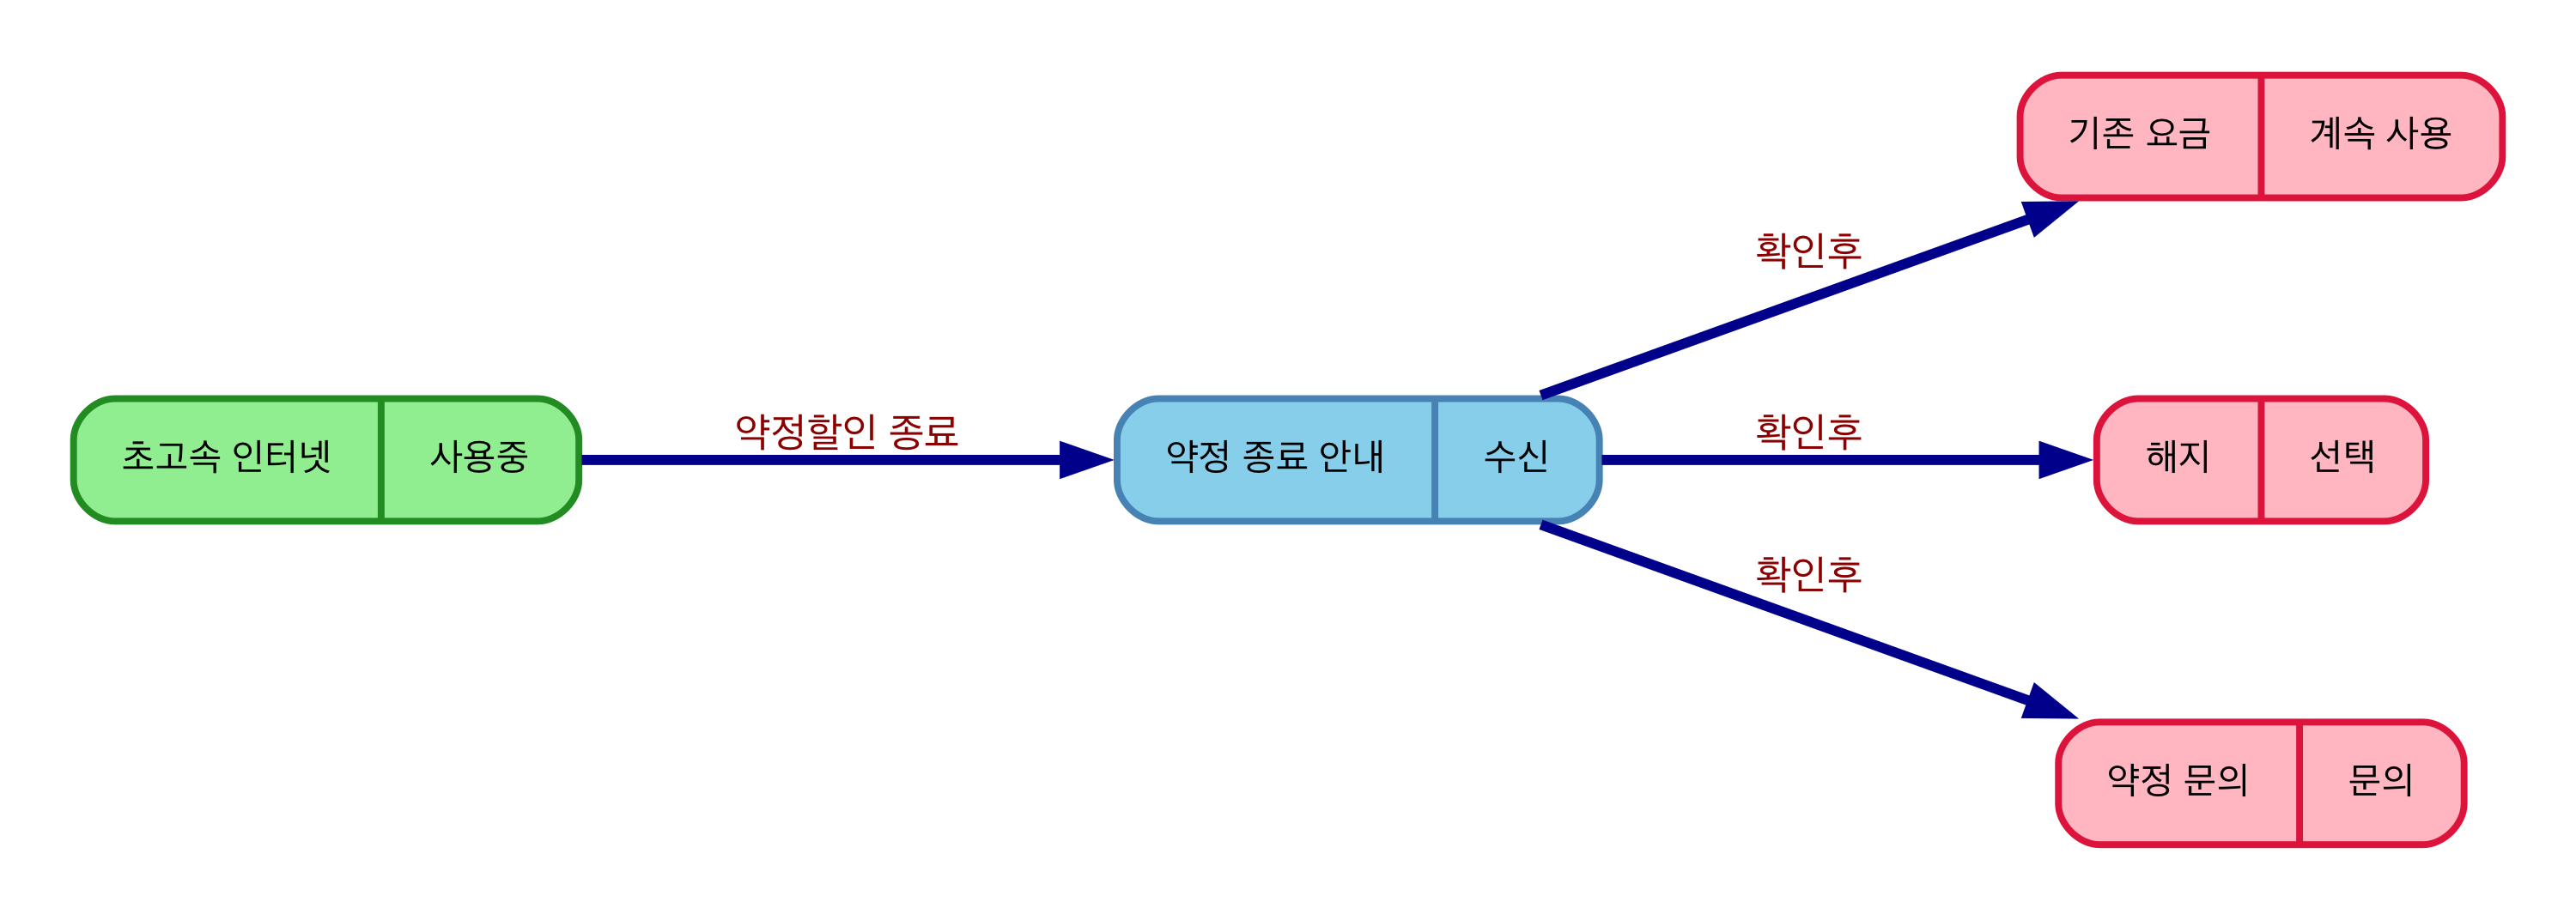 기존 요금 계속 사용
확인후
초고속 인터넷 사용중
약정할인 종료
약정 종료 안내 수신
확인후
해지 선택
확인후
약정 문의 문의